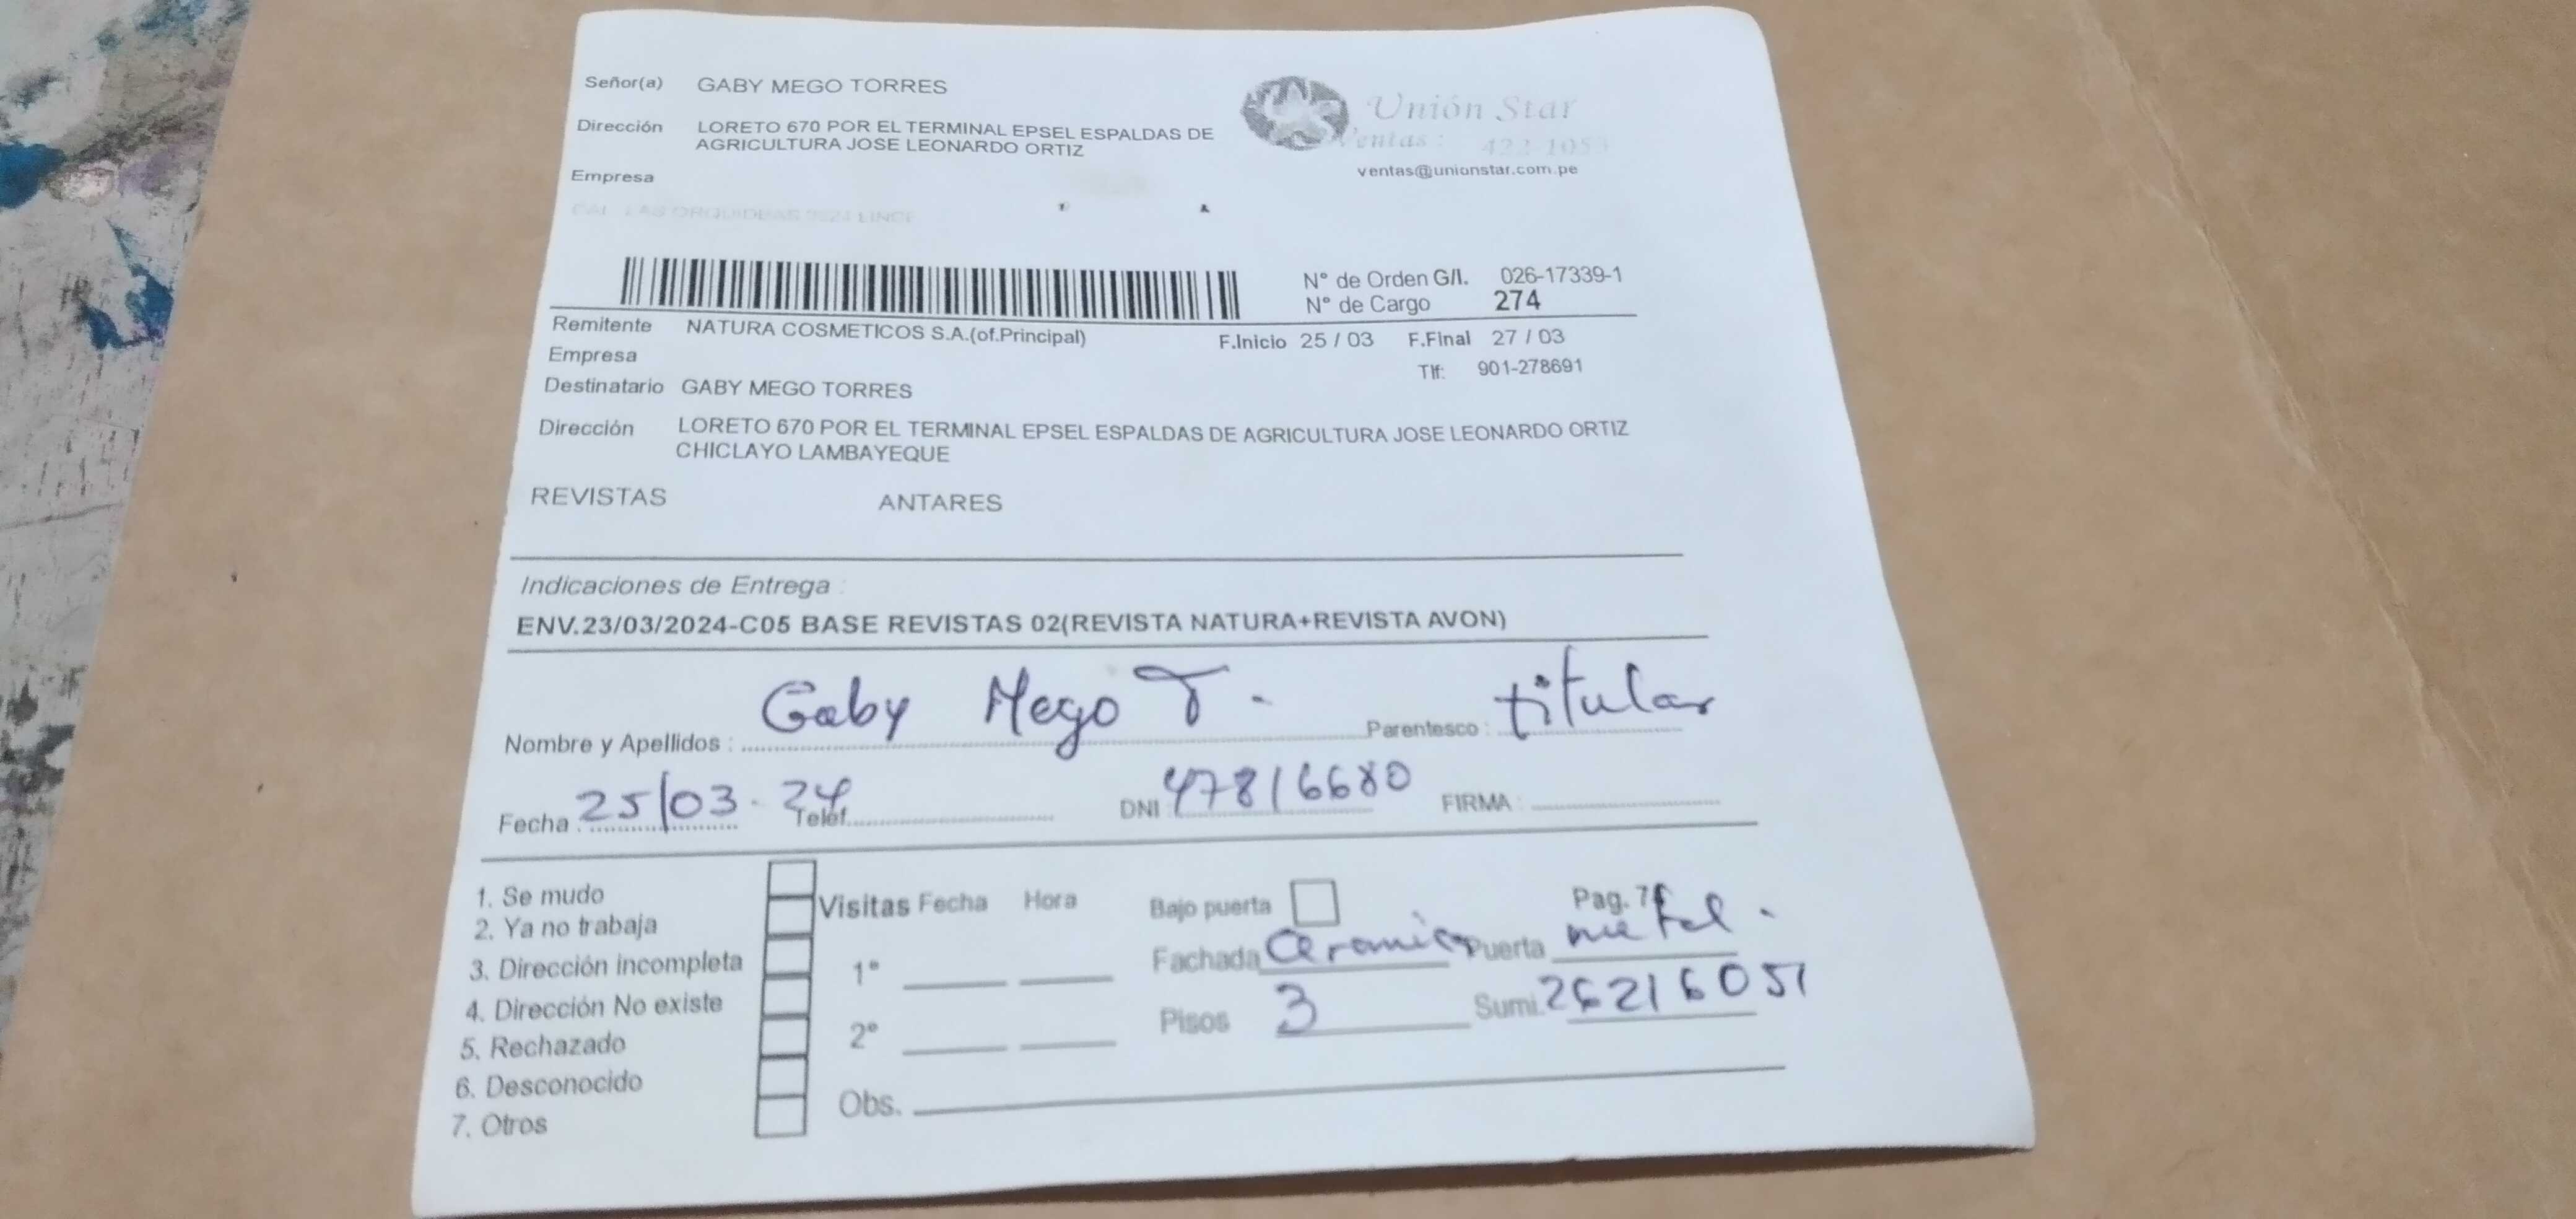 Señor(a) GABY MEGO TORRES
Dirección LORETO 670 POR EL TERMINAL EPSEL ESPALDAS DE
AGRICULTURA JOSE LEONARDO ORTIZ
Empresa
Unión Star
Ventas : 422 1053
ventas@unionstar.com.pe
N° de Orden G/I. 026-17339-1
N° de Cargo 274
Remitente NATURA COSMETICOS S.A.(of.Principal)
F.Inicio 25 / 03 F.Final 27 / 03
Empresa
Tlf: 901-278691
Destinatario GABY MEGO TORRES
Dirección LORETO 670 POR EL TERMINAL EPSEL ESPALDAS DE AGRICULTURA JOSE LEONARDO ORTIZ
CHICLAYO LAMBAYEQUE
REVISTAS ANTARES
Indicaciones de Entrega :
ENV.23/03/2024-C05 BASE REVISTAS 02(REVISTA NATURA+REVISTA AVON)
Nombre y Apellidos : Gaby Mego T. Parentesco : titular
Fecha : 25/03-24 Telef. DNI : 47816680 FIRMA :
1. Se mudo
2. Ya no trabaja
3. Dirección incompleta
4. Dirección No existe
5. Rechazado
6. Desconocido
7. Otros
Visitas Fecha Hora
1°
2°
Obs.
Bajo puerta Pag.
Fachada Ceramico Puerta metal.
Pisos 3 Sumi. 26216051